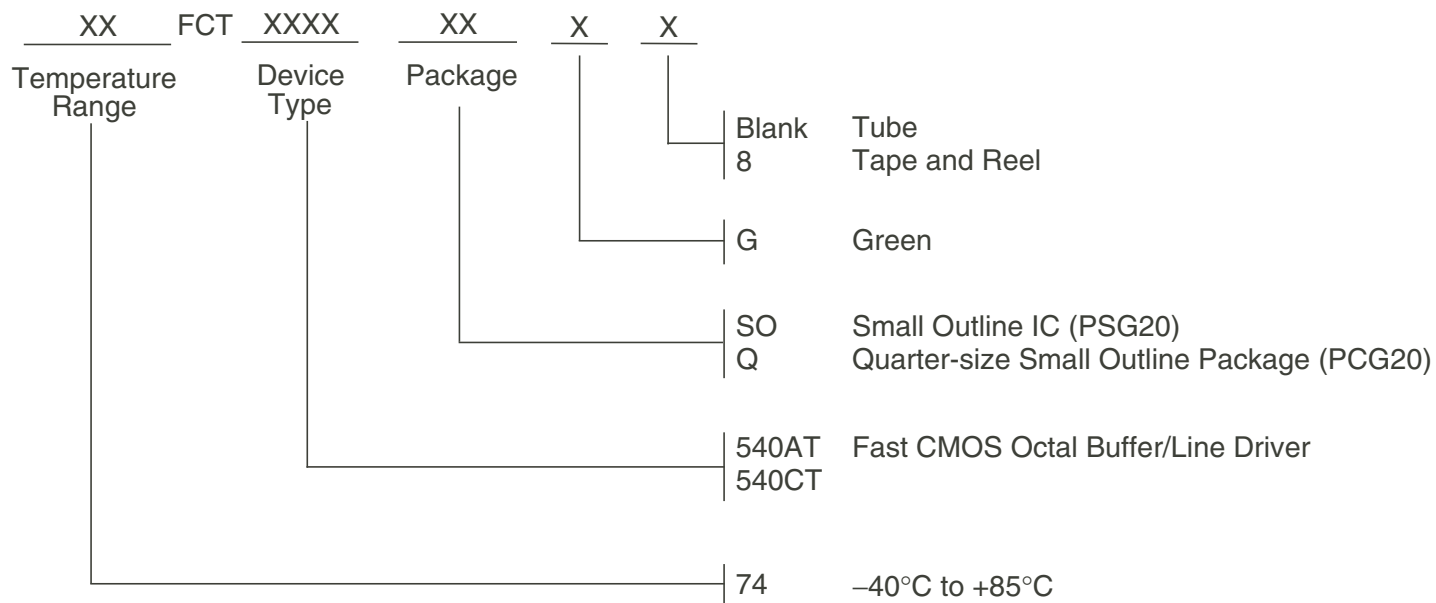 XX FCT XXXX XX X X
Temperature Range
Device Type
Package
Blank Tube
8 Tape and Reel
G Green
SO Small Outline IC (PSG20)
Q Quarter-size Small Outline Package (PCG20)
540AT Fast CMOS Octal Buffer/Line Driver
540CT
74 –40°C to +85°C